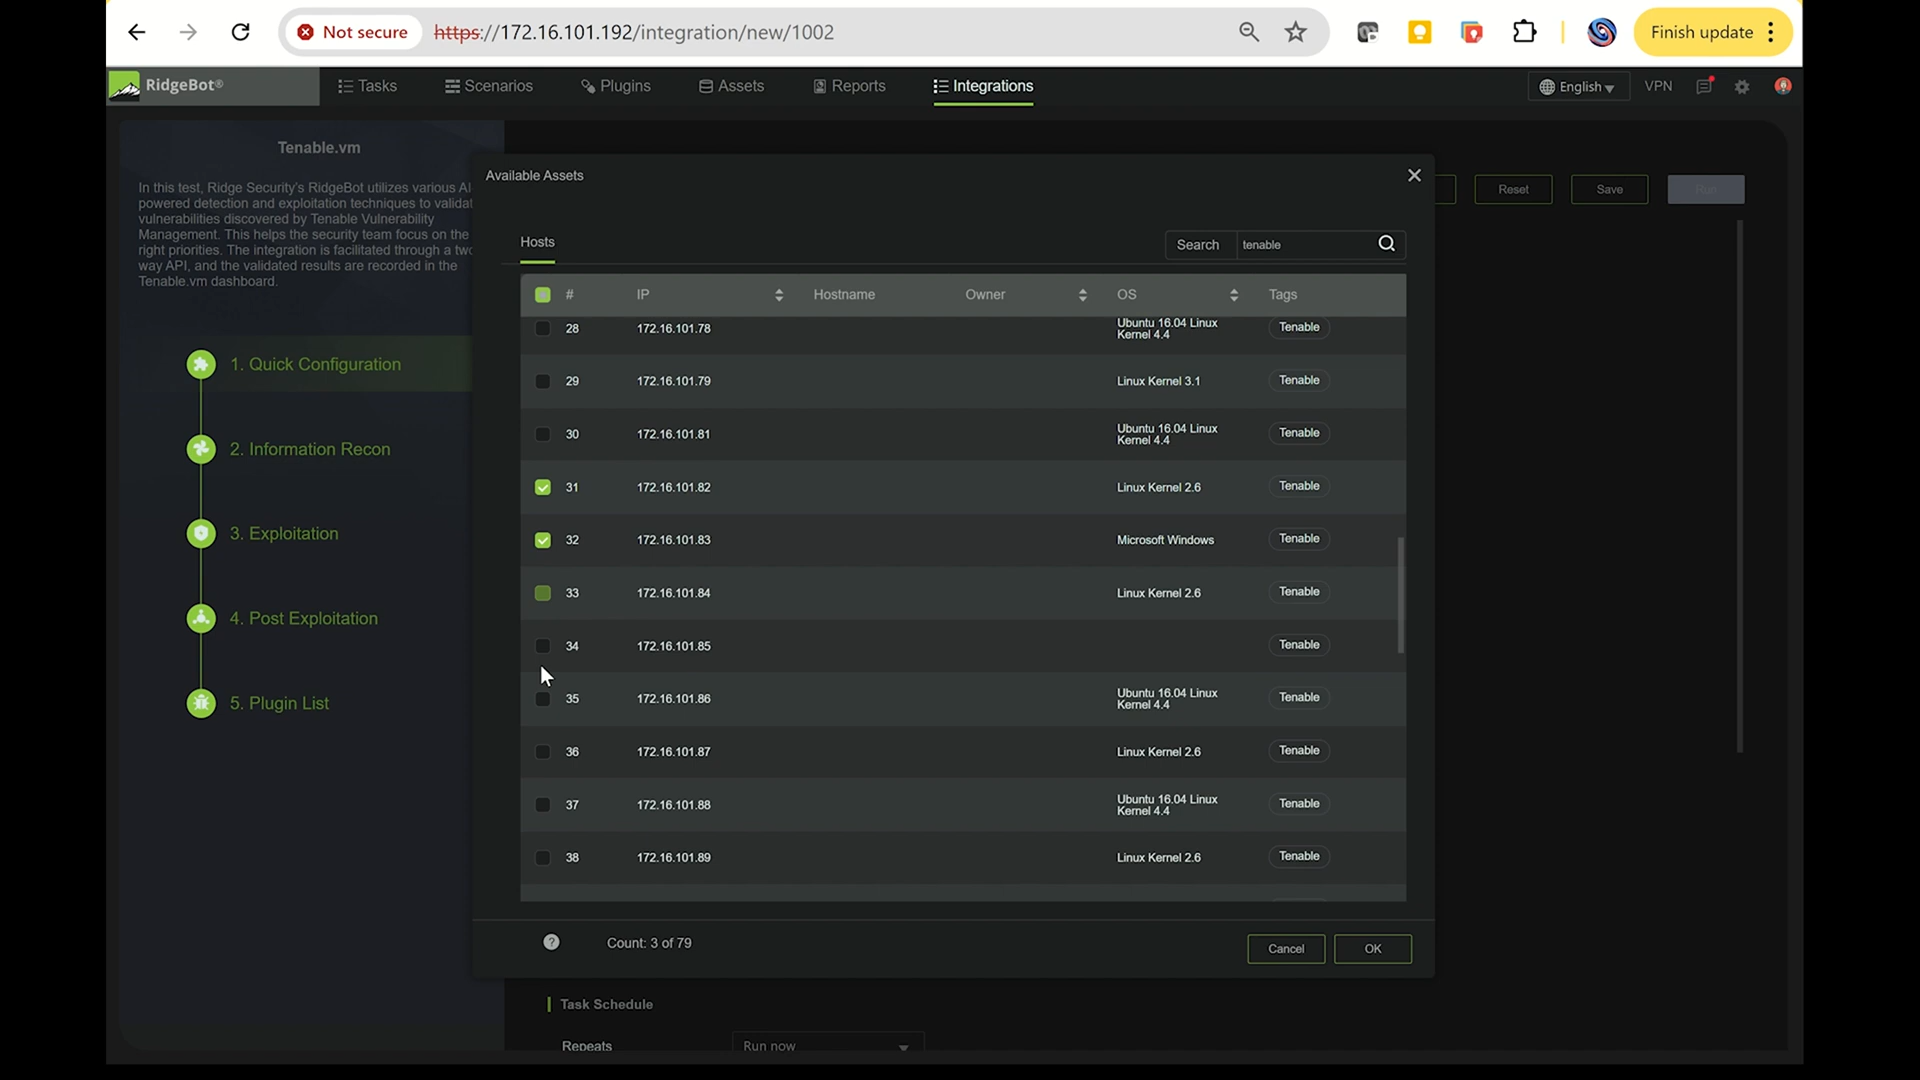 Not secure
https://172.16.101.192/integration/new/1002
Finish update
RidgeBot®
Tasks
Scenarios
Plugins
Assets
Reports
Integrations
English
VPN
Tenable.vm
In this test, Ridge Security's RidgeBot utilizes various AI
powered detection and exploitation techniques to validat
vulnerabilities discovered by Tenable Vulnerability
Management. This helps the security team focus on the
right priorities. The integration is facilitated through a two
way API, and the validated results are recorded in the
Tenable.vm dashboard.
1. Quick Configuration
2. Information Recon
3. Exploitation
4. Post Exploitation
5. Plugin List
Reset
Save
Run
Available Assets
Hosts
Search
tenable
# IP Hostname Owner OS Tags
28 172.16.101.78 Ubuntu 16.04 Linux Tenable
Kernel 4.4
29 172.16.101.79 Linux Kernel 3.1 Tenable
30 172.16.101.81 Ubuntu 16.04 Linux Tenable
Kernel 4.4
31 172.16.101.82 Linux Kernel 2.6 Tenable
32 172.16.101.83 Microsoft Windows Tenable
33 172.16.101.84 Linux Kernel 2.6 Tenable
34 172.16.101.85 Tenable
35 172.16.101.86 Ubuntu 16.04 Linux Tenable
Kernel 4.4
36 172.16.101.87 Linux Kernel 2.6 Tenable
37 172.16.101.88 Ubuntu 16.04 Linux Tenable
Kernel 4.4
38 172.16.101.89 Linux Kernel 2.6 Tenable
? Count: 3 of 79
Cancel
OK
Task Schedule
Repeats
Run now